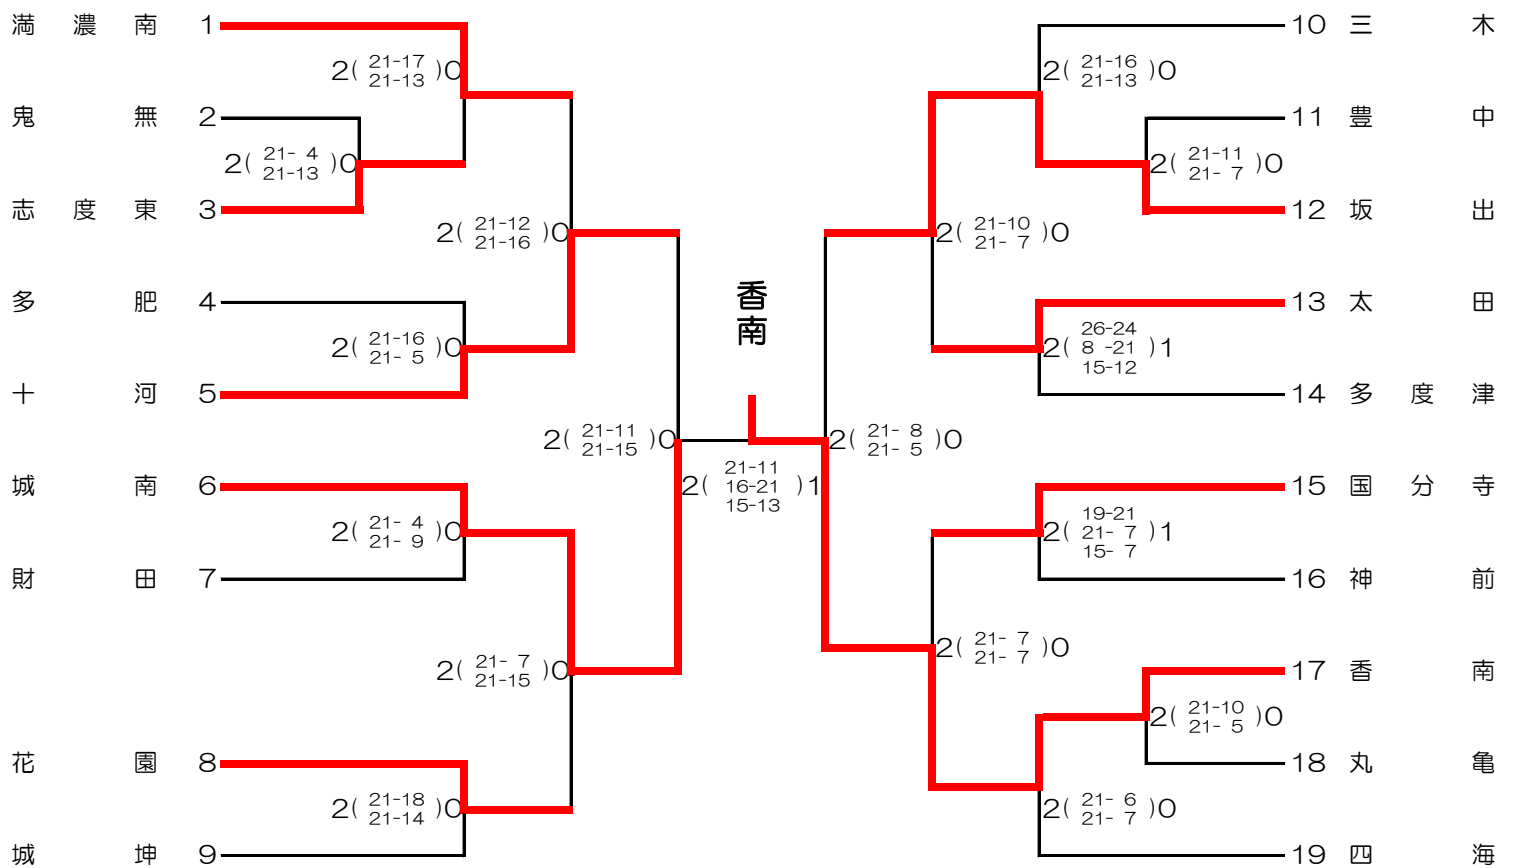 満濃南 1
2( 21-17 )0
21-13
鬼無 2
2( 21- 4 )0
21-13
志度東 3
2( 21-12 )0
21-16
多肥 4
2( 21-16 )0
21- 5
十河 5
2( 21-11 )0
21-15
城南 6
2( 21- 4 )0
21- 9
財田 7
2( 21- 7 )0
21-15
花園 8
2( 21-18 )0
21-14
城坤 9
香南
2( 21-11 )1
16-21
15-13
10 三木
2( 21-16 )0
21-13
11 豊中
2( 21-11 )0
21- 7
12 坂出
2( 21-10 )0
21- 7
13 太田
26-24
2( 8 -21 )1
15-12
14 多度津
2( 21- 8 )0
21- 5
15 国分寺
19-21
2( 21- 7 )1
15- 7
16 神前
2( 21- 7 )0
21- 7
17 香南
2( 21-10 )0
21- 5
18 丸亀
2( 21- 6 )0
21- 7
19 四海